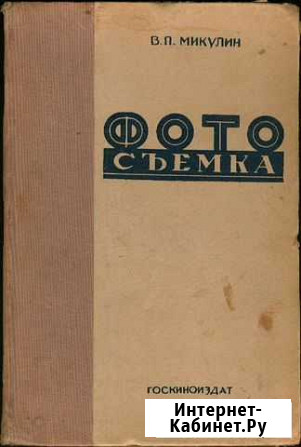 В.П. МИКУЛИН
ФОТО
СЪЕМКА
ГОСКИНОИЗДАТ
Интернет-
Кабинет.Ру